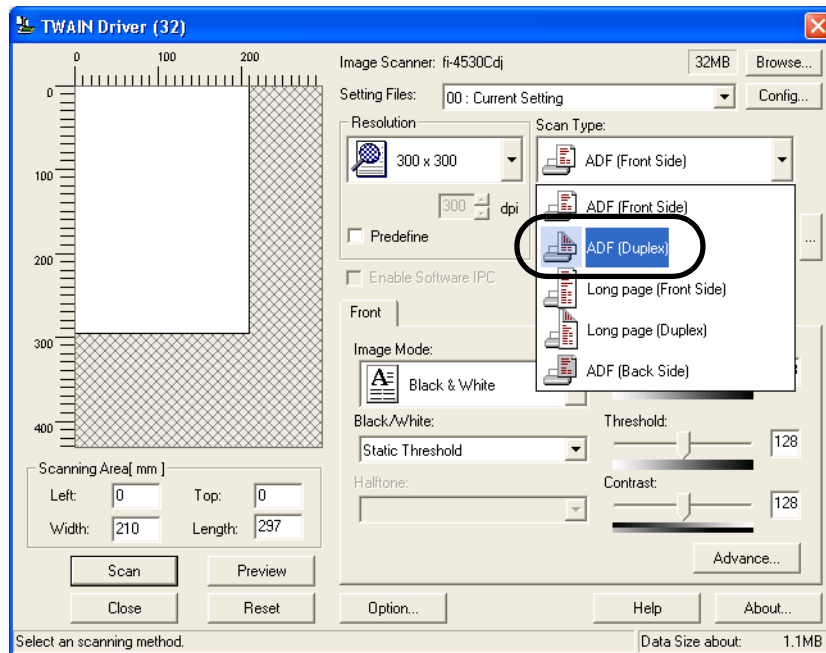 TWAIN Driver (32)
0 100 200
0
100
200
300
400
Image Scanner: fi-4530Cdj 32MB Browse...
Setting Files: 00 : Current Setting Config...
Resolution
300 x 300
300 dpi
Predefine
Scan Type:
ADF (Front Side)
ADF (Front Side)
ADF (Duplex)
Long page (Front Side)
Long page (Duplex)
ADF (Back Side)
...
Enable Software IPC
Front
Image Mode:
Black & White
Black/White:
Static Threshold
Halftone:
Threshold:
128
Contrast:
128
Advance...
Scanning Area[ mm ]
Left: 0 Top: 0
Width: 210 Length: 297
Scan Preview
Close Reset Option... Help About...
Select an scanning method. Data Size about: 1.1MB